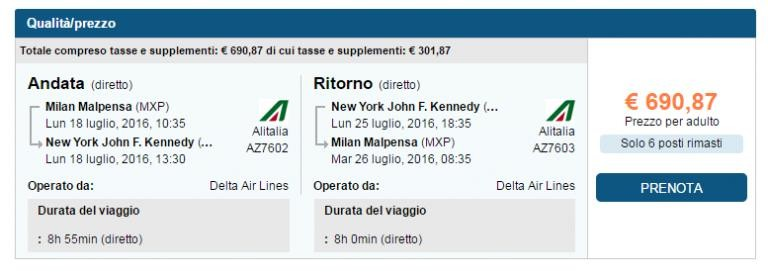 Qualità/prezzo
Totale compreso tasse e supplementi: € 690,87 di cui tasse e supplementi: € 301,87
Andata (diretto)
Milan Malpensa (MXP)
Lun 18 luglio, 2016, 10:35
New York John F. Kennedy (...
Lun 18 luglio, 2016, 13:30
Alitalia
AZ7602
Operato da: Delta Air Lines
Durata del viaggio
: 8h 55min (diretto)
Ritorno (diretto)
New York John F. Kennedy (...
Lun 25 luglio, 2016, 18:35
Milan Malpensa (MXP)
Mar 26 luglio, 2016, 08:35
Alitalia
AZ7603
Operato da: Delta Air Lines
Durata del viaggio
: 8h 0min (diretto)
€ 690,87
Prezzo per adulto
Solo 6 posti rimasti
PRENOTA